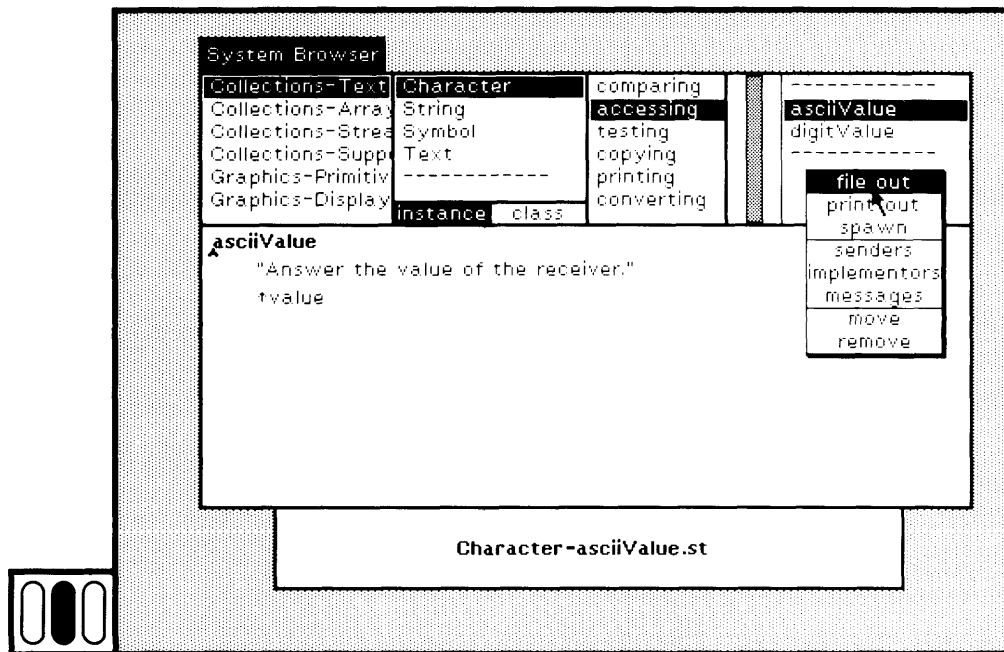 System Browser
Collections-Text
Collections-Array
Collections-Strea
Collections-Suppo
Graphics-Primitiv
Graphics-Display
Character
String
Symbol
Text
------------
instance class
comparing
accessing
testing
copying
printing
converting
------------
asciiValue
digitValue
------------
file out
print out
spawn
senders
implementors
messages
move
remove
asciiValue
"Answer the value of the receiver."
↑value
Character-asciiValue.st